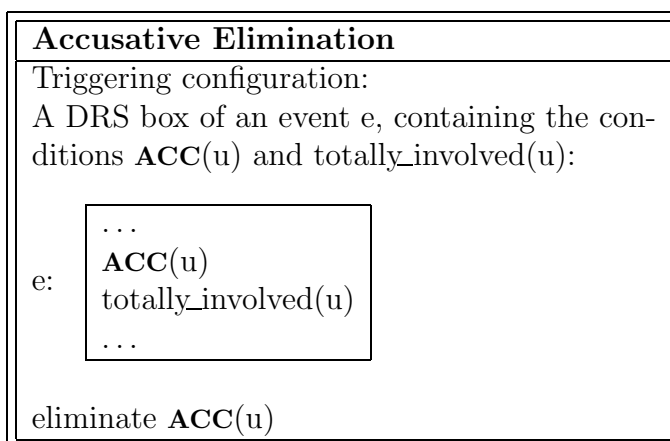 Accusative Elimination
Triggering configuration:
A DRS box of an event e, containing the con-
ditions ACC(u) and totally_involved(u):
. . .
ACC(u)
e:
totally_involved(u)
. . .
eliminate ACC(u)